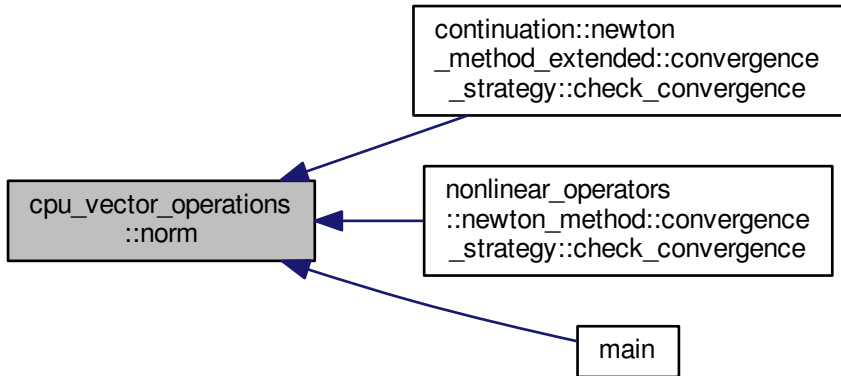 continuation::newton
_method_extended::convergence
_strategy::check_convergence
cpu_vector_operations
::norm
nonlinear_operators
::newton_method::convergence
_strategy::check_convergence
main